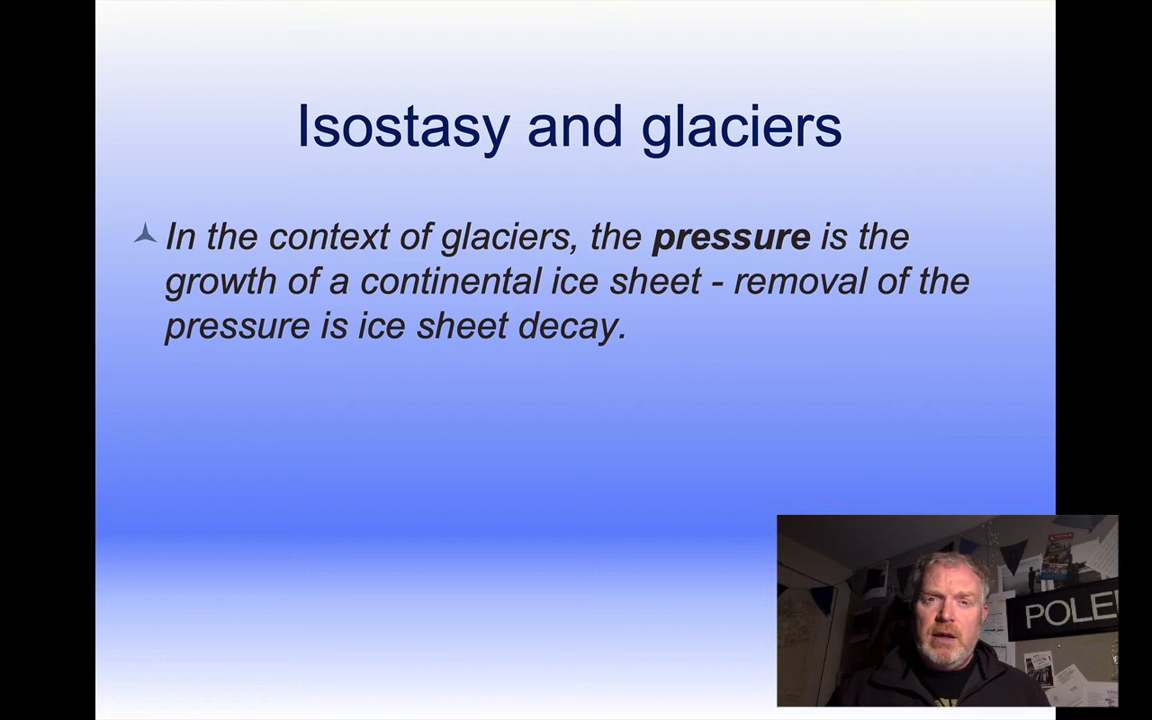 Isostasy and glaciers
In the context of glaciers, the pressure is the
growth of a continental ice sheet - removal of the
pressure is ice sheet decay.